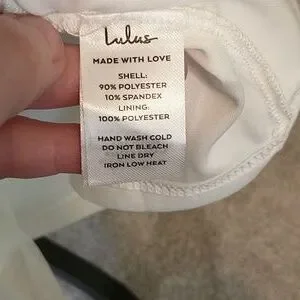 Lulus
MADE WITH LOVE
SHELL:
90% POLYESTER
10% SPANDEX
LINING:
100% POLYESTER
HAND WASH COLD
DO NOT BLEACH
LINE DRY
IRON LOW HEAT